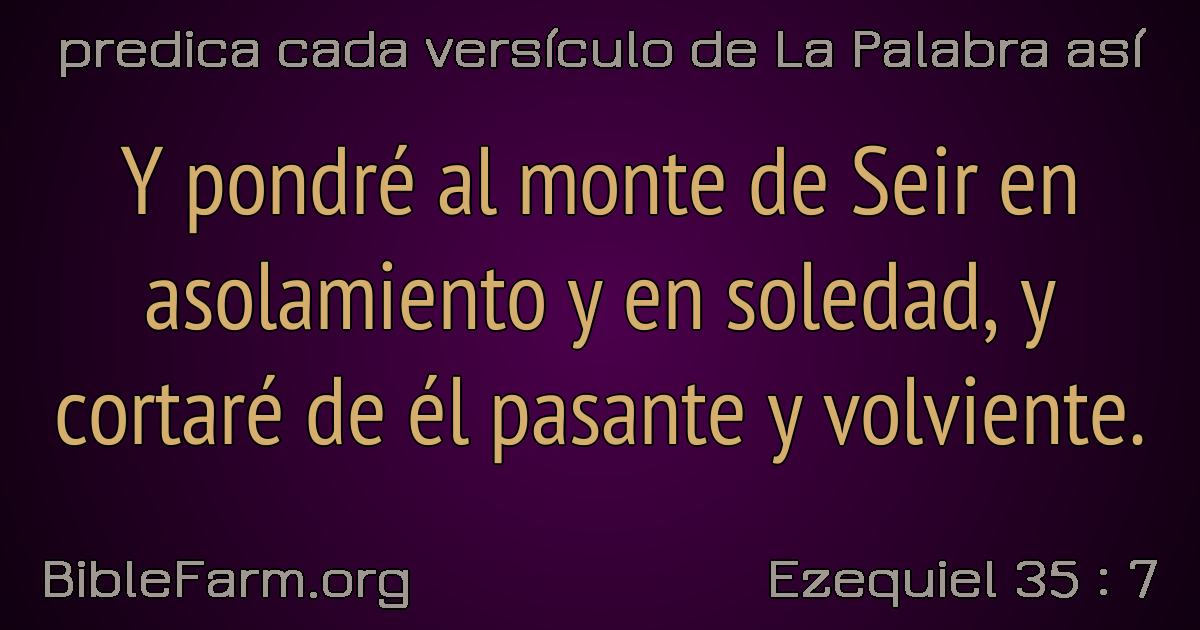 predica cada versículo de La Palabra así
Y pondré al monte de Seir en
asolamiento y en soledad, y
cortaré de él pasante y volviente.
BibleFarm.org
Ezequiel 35 : 7